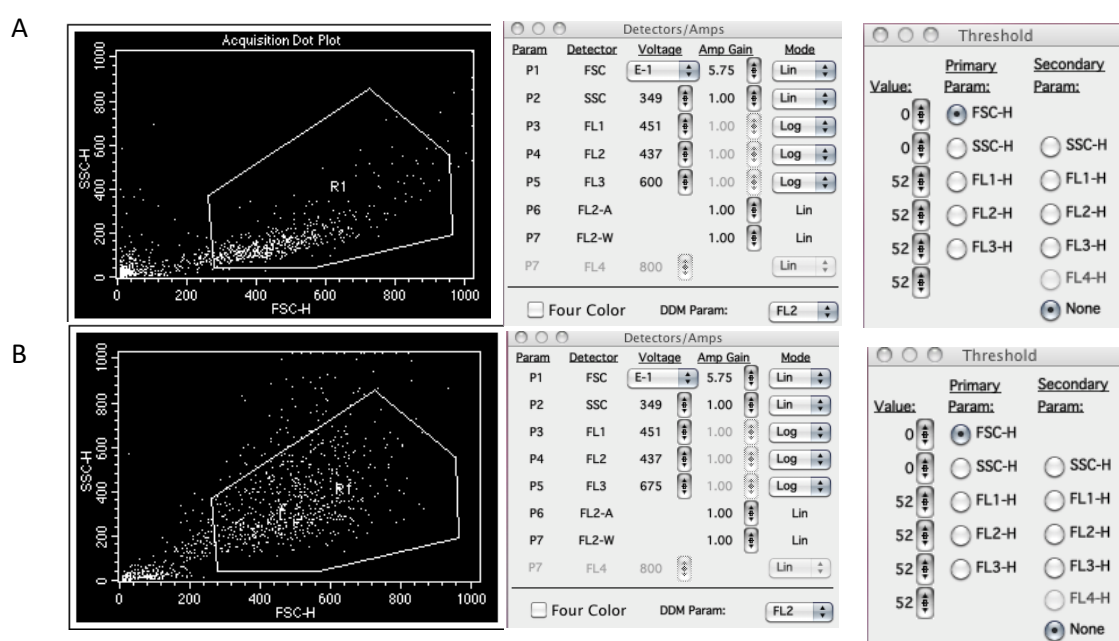 A
Acquisition Dot Plot
SSC-H
1000
800
600
400
200
0
R1
0 200 400 600 800 1000
FSC-H
Detectors/Amps
Param Detector Voltage Amp Gain Mode
P1 FSC E-1 5.75 Lin
P2 SSC 349 1.00 Lin
P3 FL1 451 1.00 Log
P4 FL2 437 1.00 Log
P5 FL3 600 1.00 Log
P6 FL2-A 1.00 Lin
P7 FL2-W 1.00 Lin
P7 FL4 800 Lin
Four Color DDM Param: FL2
Threshold
Primary Secondary
Value: Param: Param:
0 FSC-H
0 SSC-H SSC-H
52 FL1-H FL1-H
52 FL2-H FL2-H
52 FL3-H FL3-H
52 FL4-H
None
B
SSC-H
1000
800
600
400
200
0
R1
0 200 400 600 800 1000
FSC-H
Detectors/Amps
Param Detector Voltage Amp Gain Mode
P1 FSC E-1 5.75 Lin
P2 SSC 349 1.00 Lin
P3 FL1 451 1.00 Log
P4 FL2 437 1.00 Log
P5 FL3 675 1.00 Log
P6 FL2-A 1.00 Lin
P7 FL2-W 1.00 Lin
P7 FL4 800 Lin
Four Color DDM Param: FL2
Threshold
Primary Secondary
Value: Param: Param:
0 FSC-H
0 SSC-H SSC-H
52 FL1-H FL1-H
52 FL2-H FL2-H
52 FL3-H FL3-H
52 FL4-H
None